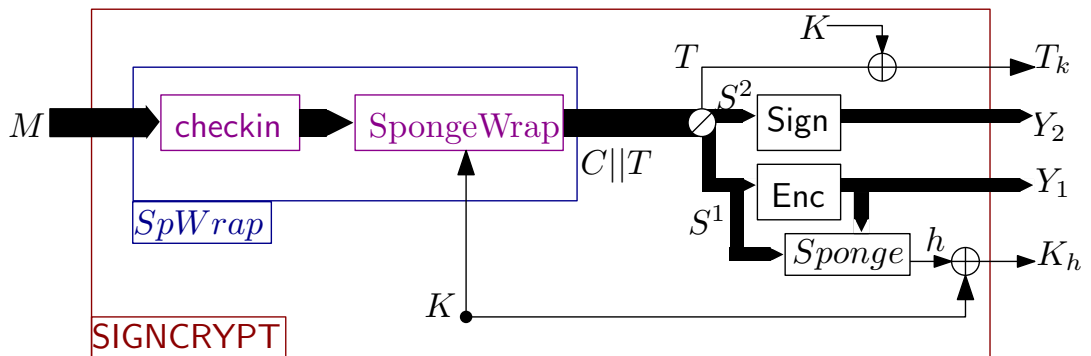 K
T
T_k
S^2
M
checkin
SpongeWrap
Sign
Y_2
C||T
Enc
Y_1
SpWrap
S^1
Sponge
h
K_h
K
SIGNCRYPT